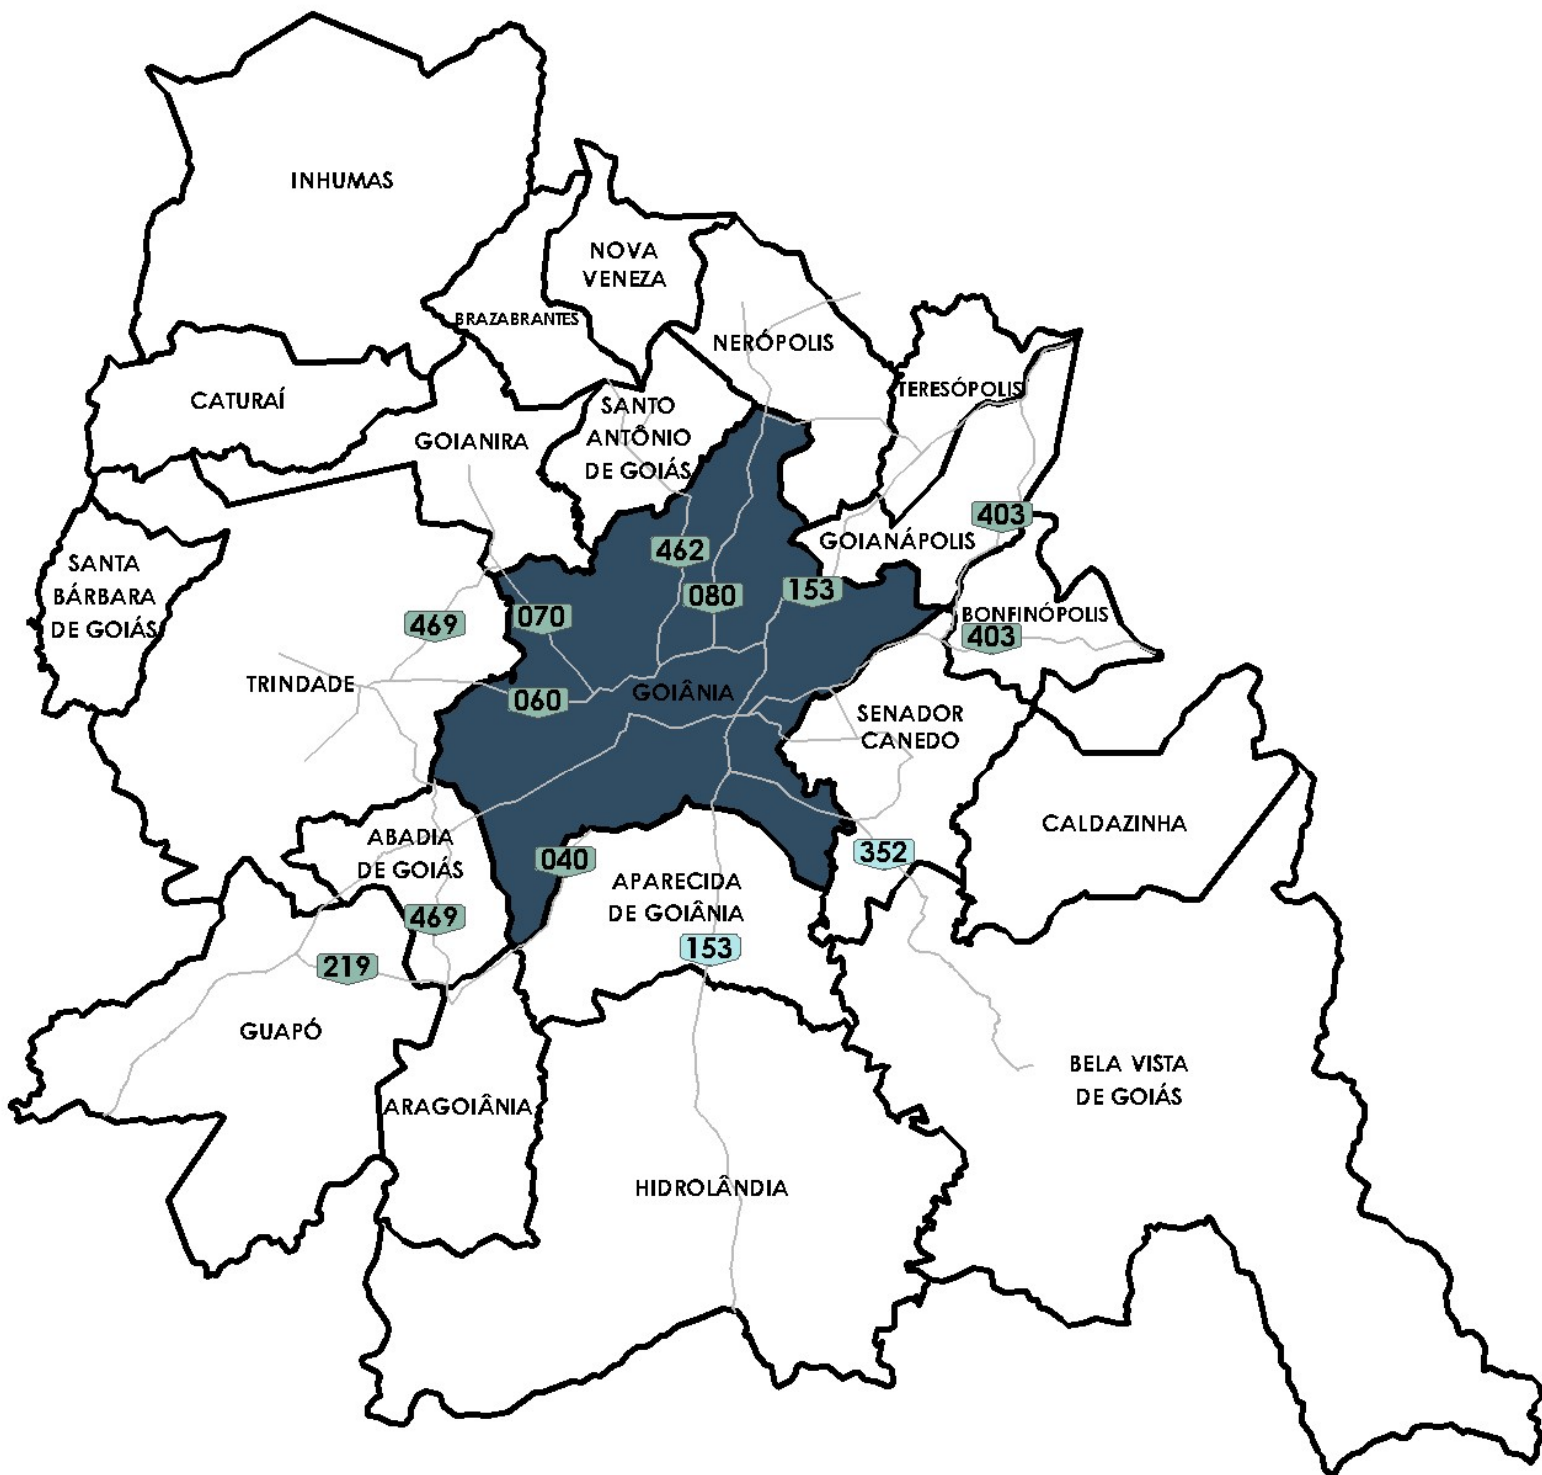 INHUMAS
NOVA
VENEZA
BRAZABRANTES
NERÓPOLIS
TERESÓPOLIS
CATURAÍ
SANTO
ANTÔNIO
DE GOIÁS
GOIANIRA
403
GOIANÁPOLIS
462
SANTA
BÁRBARA
DE GOIÁS
153
080
070
469
BONFINÓPOLIS
403
TRINDADE
060
GOIÂNIA
SENADOR
CANEDO
CALDAZINHA
ABADIA
DE GOIÁS
040
352
APARECIDA
DE GOIÂNIA
469
153
219
GUAPÓ
BELA VISTA
DE GOIÁS
ARAGOIÂNIA
HIDROLÂNDIA